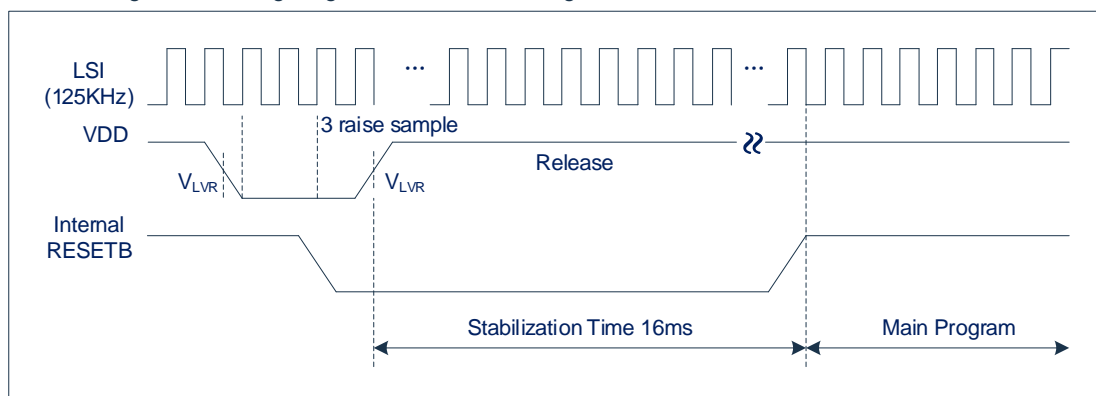 LSI
(125KHz)
...
...
VDD
3 raise sample
VLVR
VLVR
Release
Internal
RESETB
Stabilization Time 16ms
Main Program